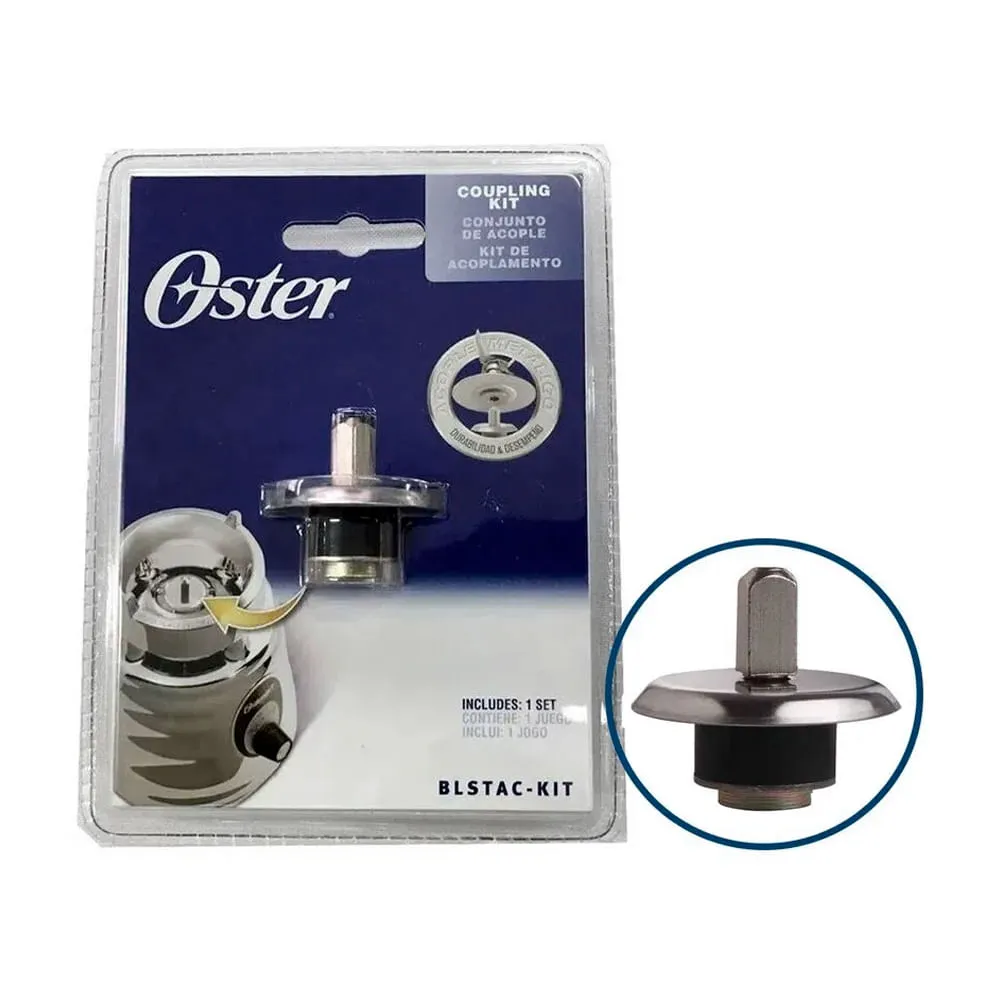 COUPLING
KIT
CONJUNTO
DE ACOPLE
KIT DE
ACOPLAMENTO
Oster®
ACOPLE METALICO
DURABILIDAD & DESEMPEÑO
INCLUDES: 1 SET
CONTIENE: 1 JUEGO
INCLUI: 1 JOGO
BLSTAC-KIT